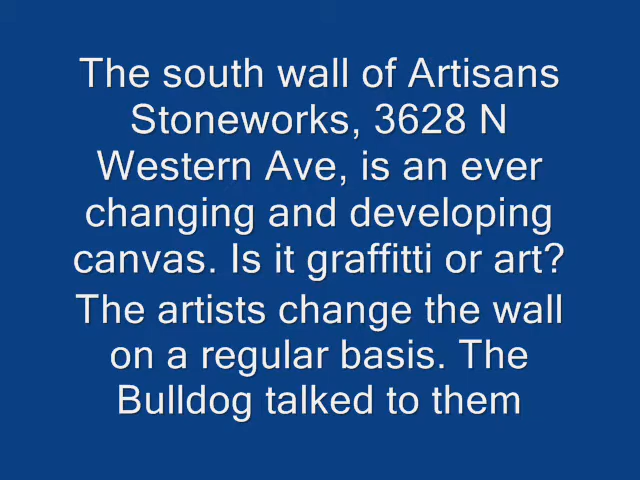 The south wall of Artisans
Stoneworks, 3628 N
Western Ave, is an ever
changing and developing
canvas. Is it graffitti or art?
The artists change the wall
on a regular basis. The
Bulldog talked to them